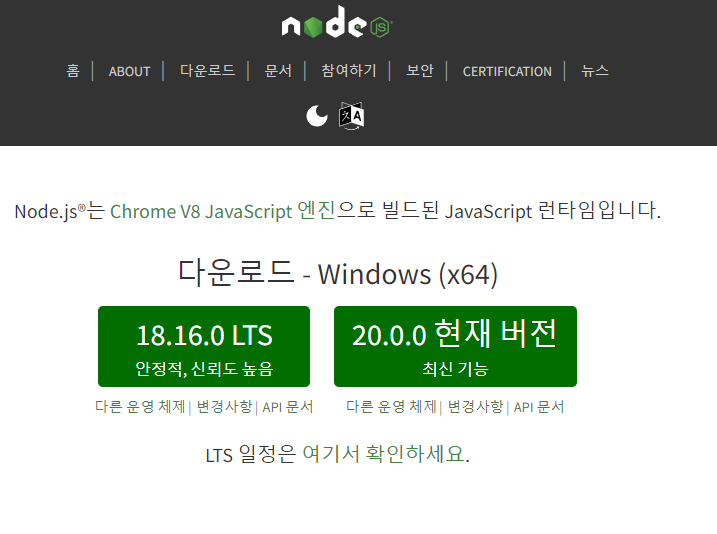 node JS®
홈 | ABOUT | 다운로드 | 문서 | 참여하기 | 보안 | CERTIFICATION | 뉴스
A
Node.js®는 Chrome V8 JavaScript 엔진으로 빌드된 JavaScript 런타임입니다.
다운로드 - Windows (x64)
18.16.0 LTS
안정적, 신뢰도 높음
다른 운영 체제 | 변경사항 | API 문서
20.0.0 현재 버전
최신 기능
다른 운영 체제 | 변경사항 | API 문서
LTS 일정은 여기서 확인하세요.